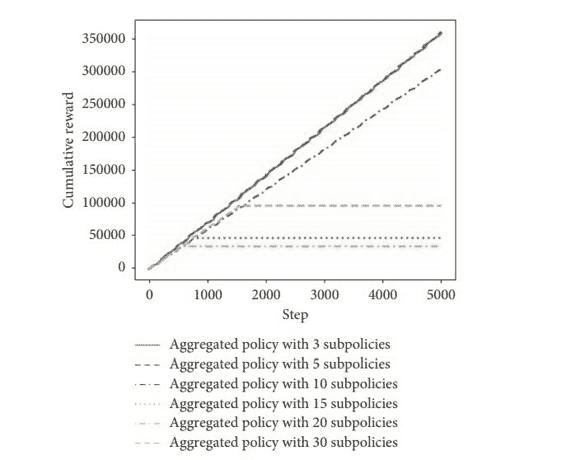 350000
300000
250000
200000
150000
100000
50000
0
Cumulative reward
0 1000 2000 3000 4000 5000
Step
Aggregated policy with 3 subpolicies
Aggregated policy with 5 subpolicies
Aggregated policy with 10 subpolicies
Aggregated policy with 15 subpolicies
Aggregated policy with 20 subpolicies
Aggregated policy with 30 subpolicies